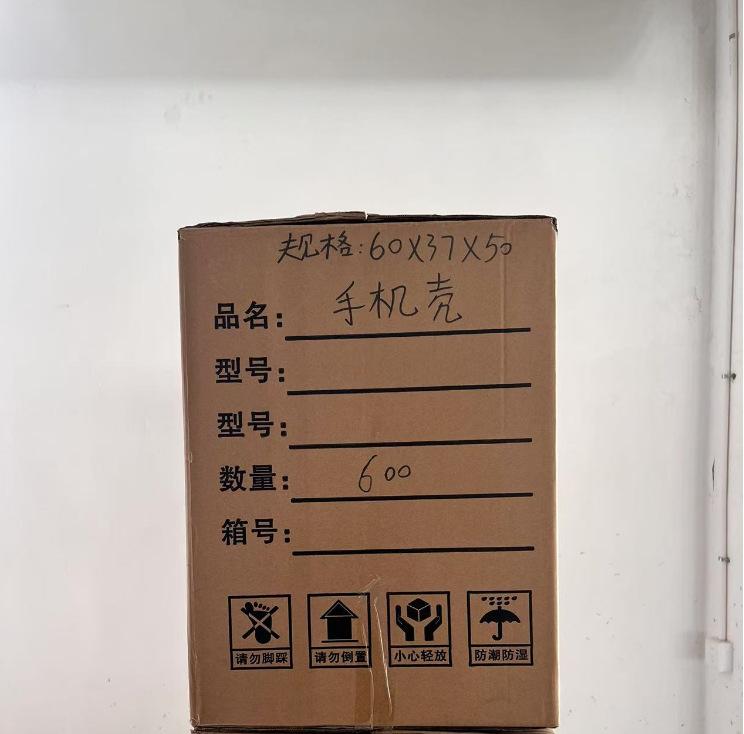 规格:60X37X50
品名: 手机壳
型号:
型号:
数量: 600
箱号:
请勿脚踩 请勿倒置 小心轻放 防潮防湿